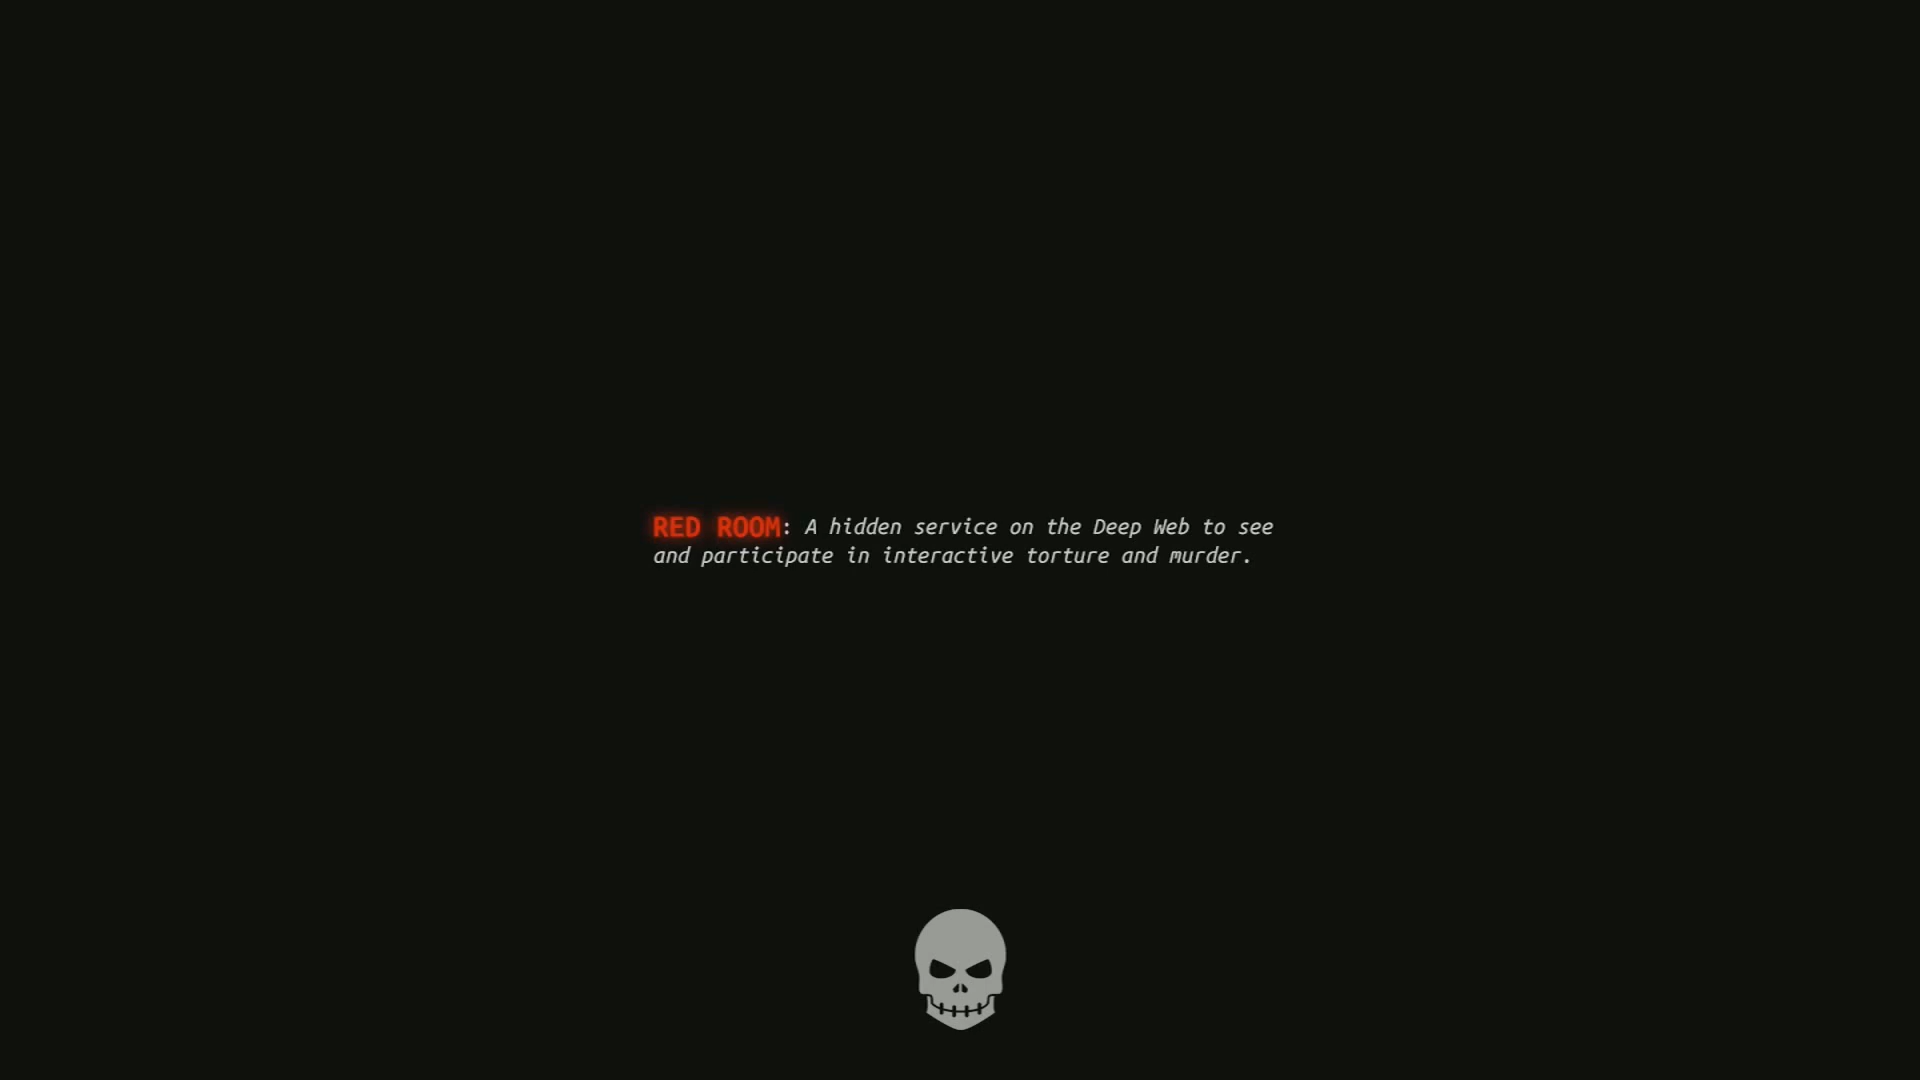 RED ROOM: A hidden service on the Deep Web to see
and participate in interactive torture and murder.